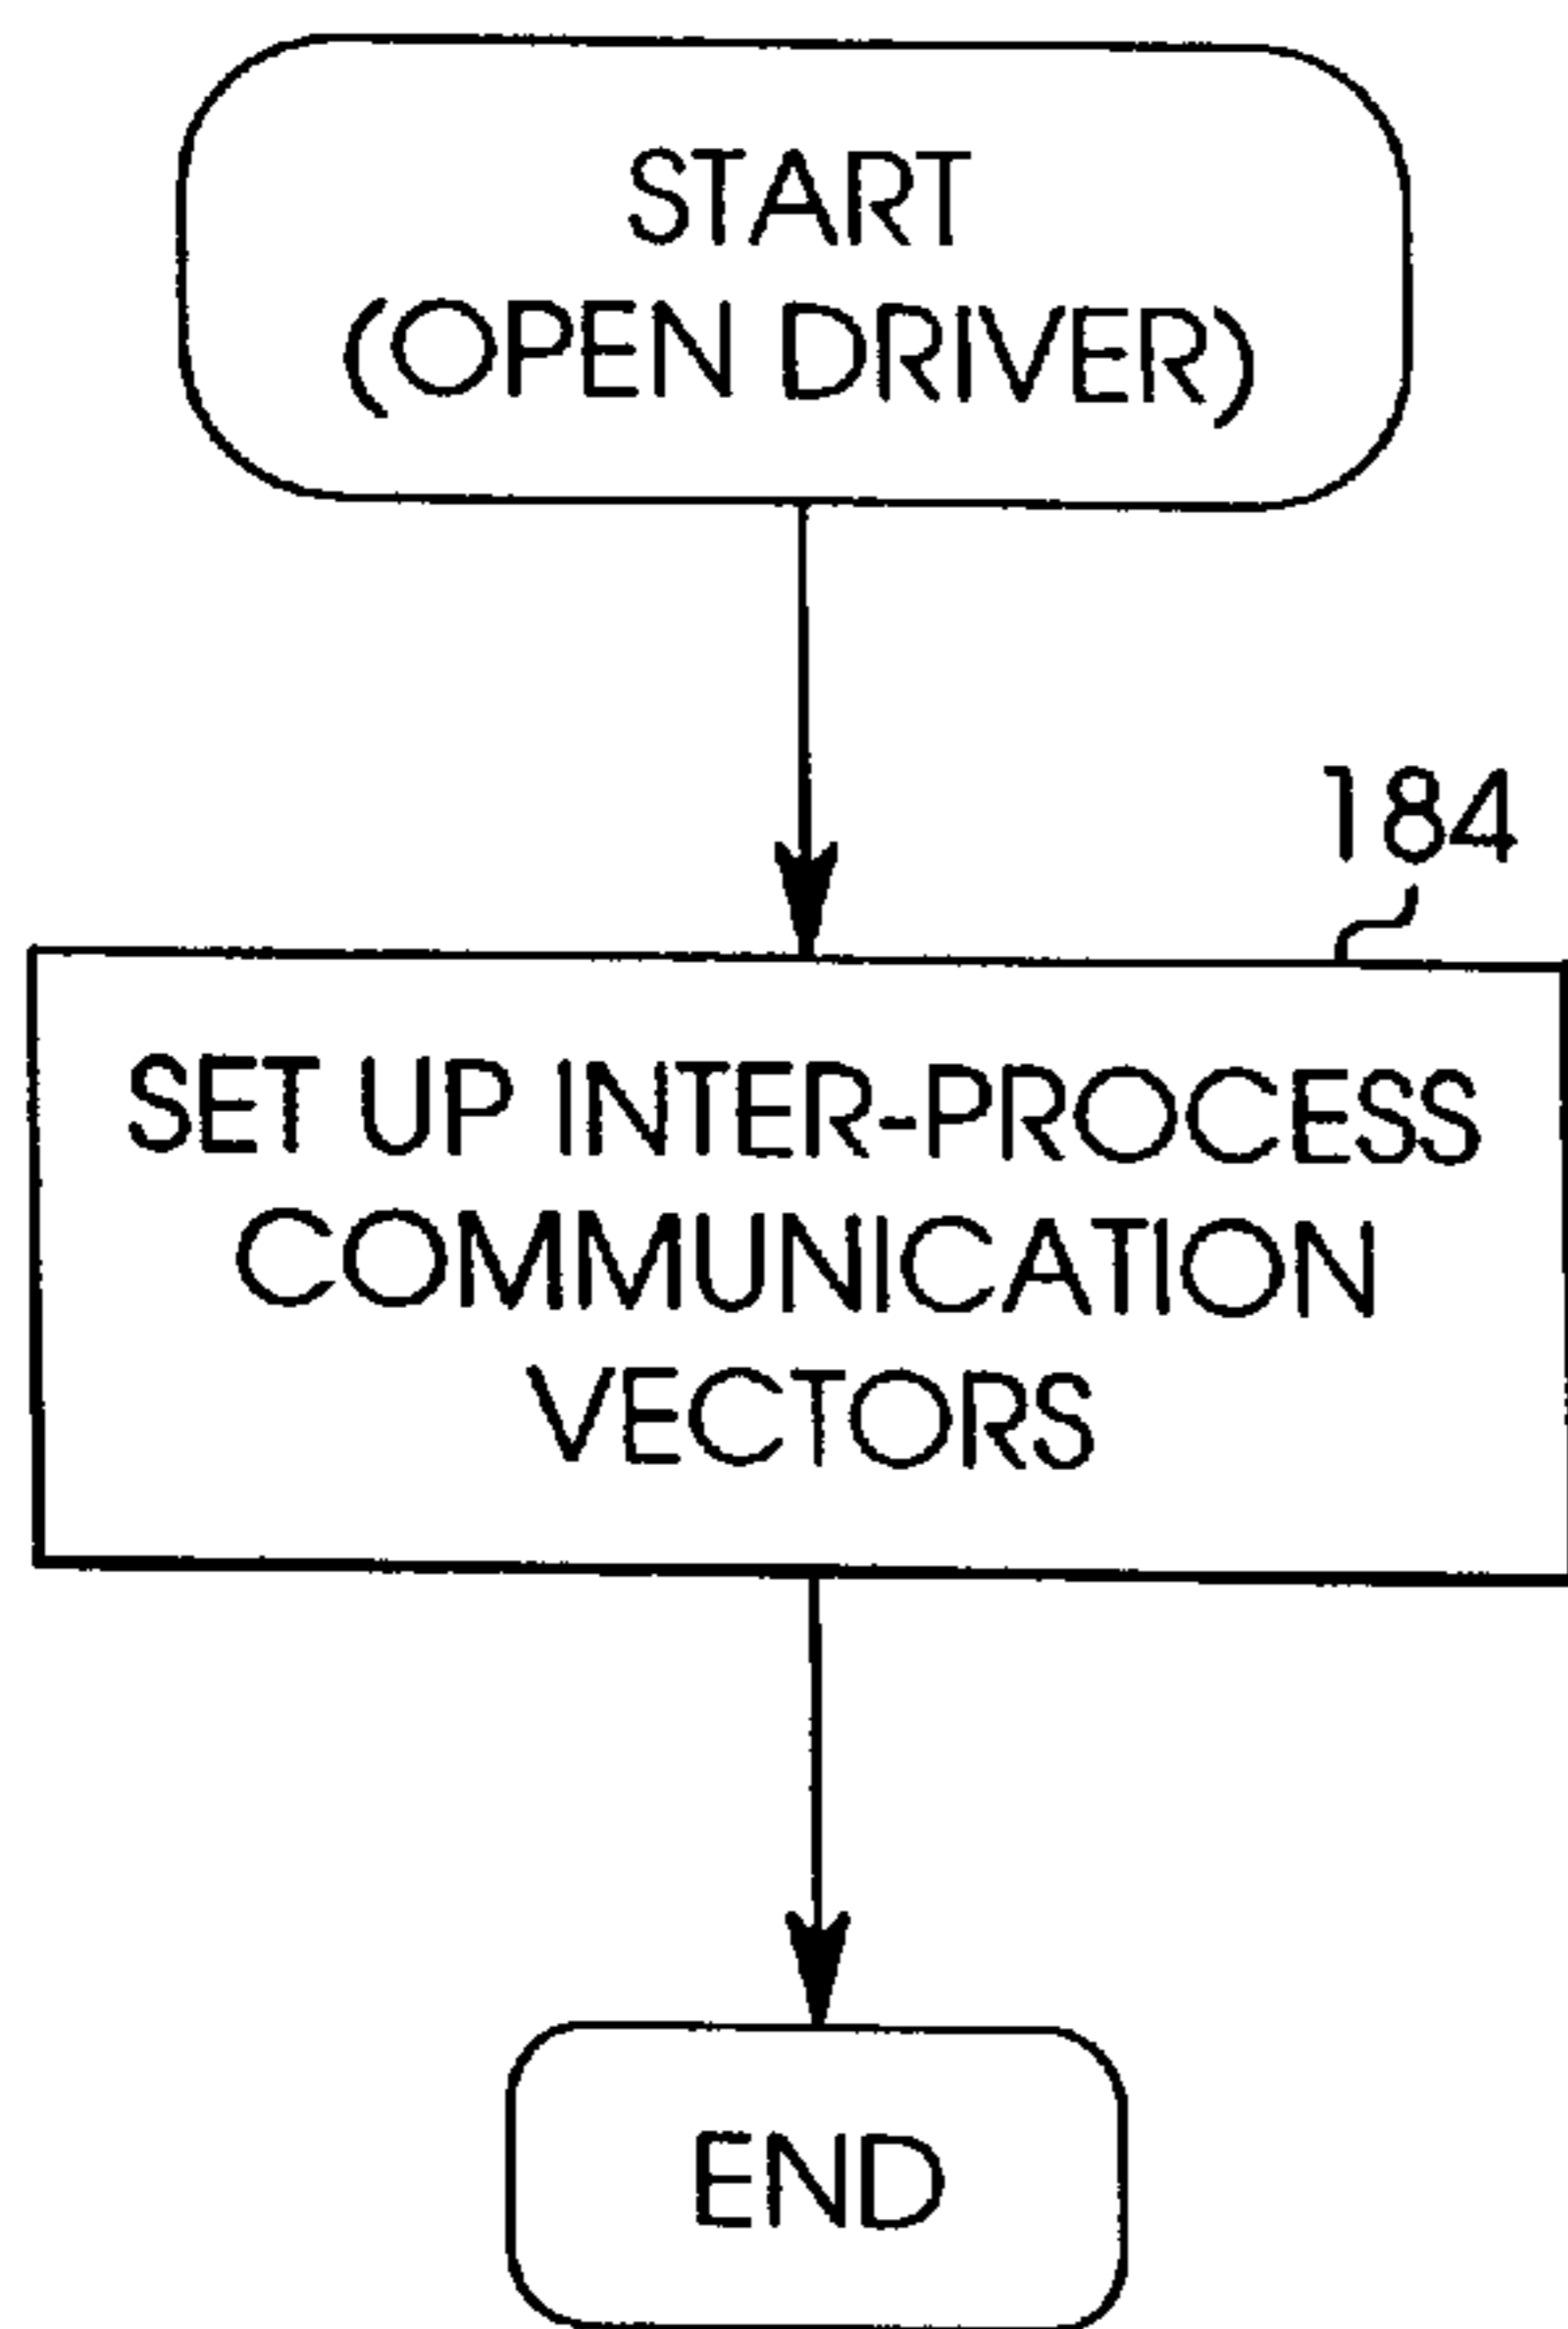 START
(OPEN DRIVER)
184
SET UP INTER-PROCESS
COMMUNICATION
VECTORS
END